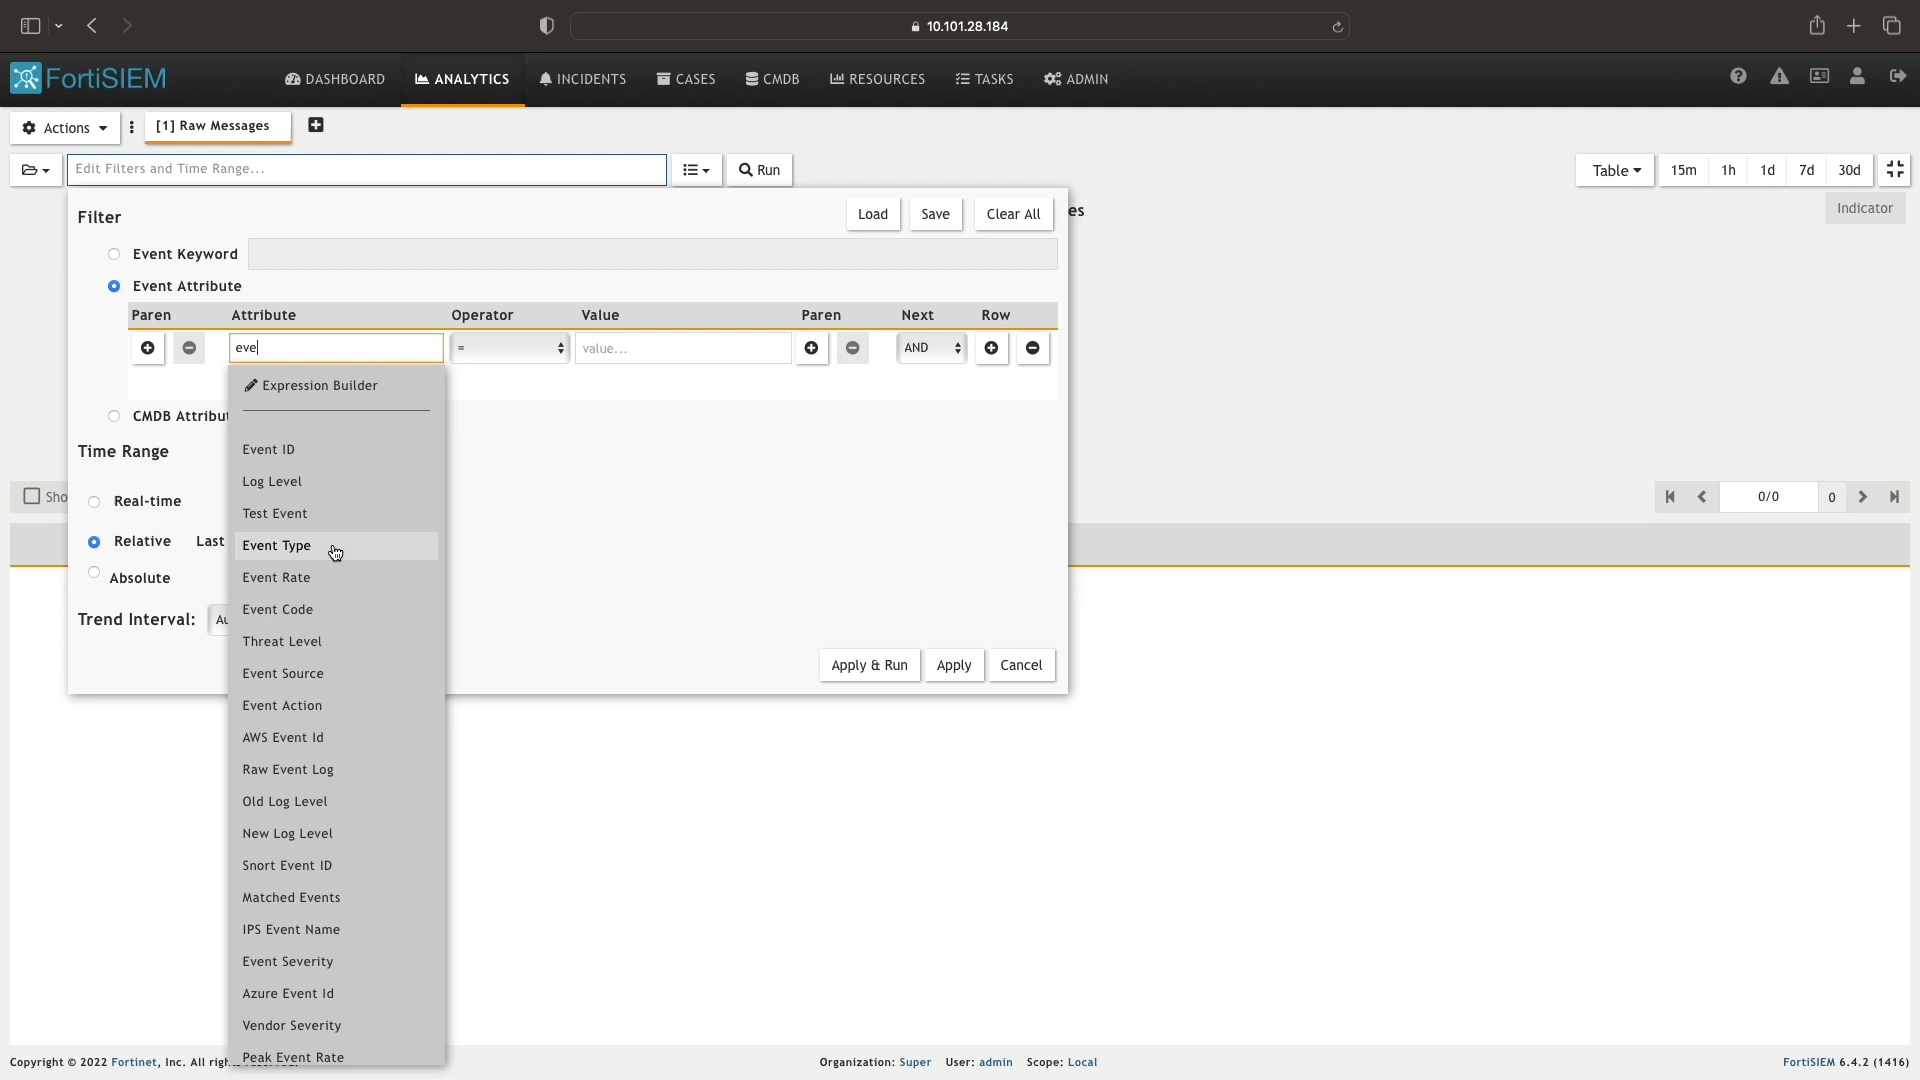 10.101.28.184
FortiSIEM
DASHBOARD
ANALYTICS
INCIDENTS
CASES
CMDB
RESOURCES
TASKS
ADMIN
Actions
[1] Raw Messages
Edit Filters and Time Range...
Run
Table
15m
1h
1d
7d
30d
Filter
Load
Save
Clear All
es
Indicator
Event Keyword
Event Attribute
Paren
Attribute
Operator
Value
Paren
Next
Row
eve
=
value...
AND
Expression Builder
CMDB Attribut
Time Range
Event ID
Log Level
Sho
Real-time
0/0
0
Test Event
Relative
Last
Event Type
Absolute
Event Rate
Event Code
Trend Interval:
Au
Threat Level
Event Source
Apply & Run
Apply
Cancel
Event Action
AWS Event Id
Raw Event Log
Old Log Level
New Log Level
Snort Event ID
Matched Events
IPS Event Name
Event Severity
Azure Event Id
Vendor Severity
Peak Event Rate
Copyright © 2022 Fortinet, Inc. All righ
Organization: Super User: admin Scope: Local
FortiSIEM 6.4.2 (1416)